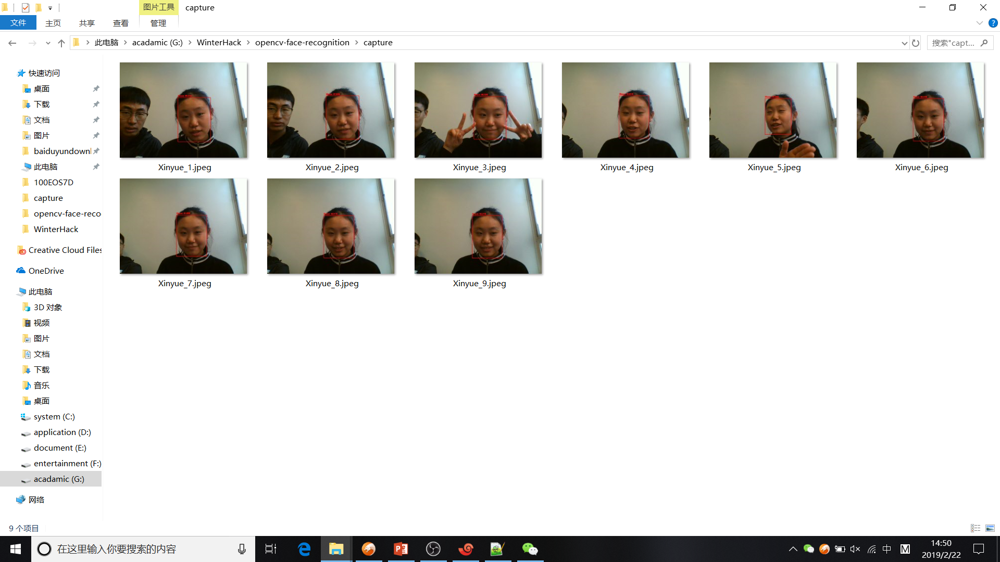 图片工具
capture
文件
主页
共享
查看
管理
此电脑
acadamic (G:)
WinterHack
opencv-face-recognition
capture
搜索"capt...
快速访问
桌面
下载
文档
图片
baiduyundownl
此电脑
100EOS7D
capture
opencv-face-reco
WinterHack
Creative Cloud Files
OneDrive
此电脑
3D 对象
视频
图片
文档
下载
音乐
桌面
system (C:)
application (D:)
document (E:)
entertainment (F:)
acadamic (G:)
网络
Xinyue_1.jpeg
Xinyue_2.jpeg
Xinyue_3.jpeg
Xinyue_4.jpeg
Xinyue_5.jpeg
Xinyue_6.jpeg
Xinyue_7.jpeg
Xinyue_8.jpeg
Xinyue_9.jpeg
9 个项目
在这里输入你要搜索的内容
中
M
14:50
2019/2/22